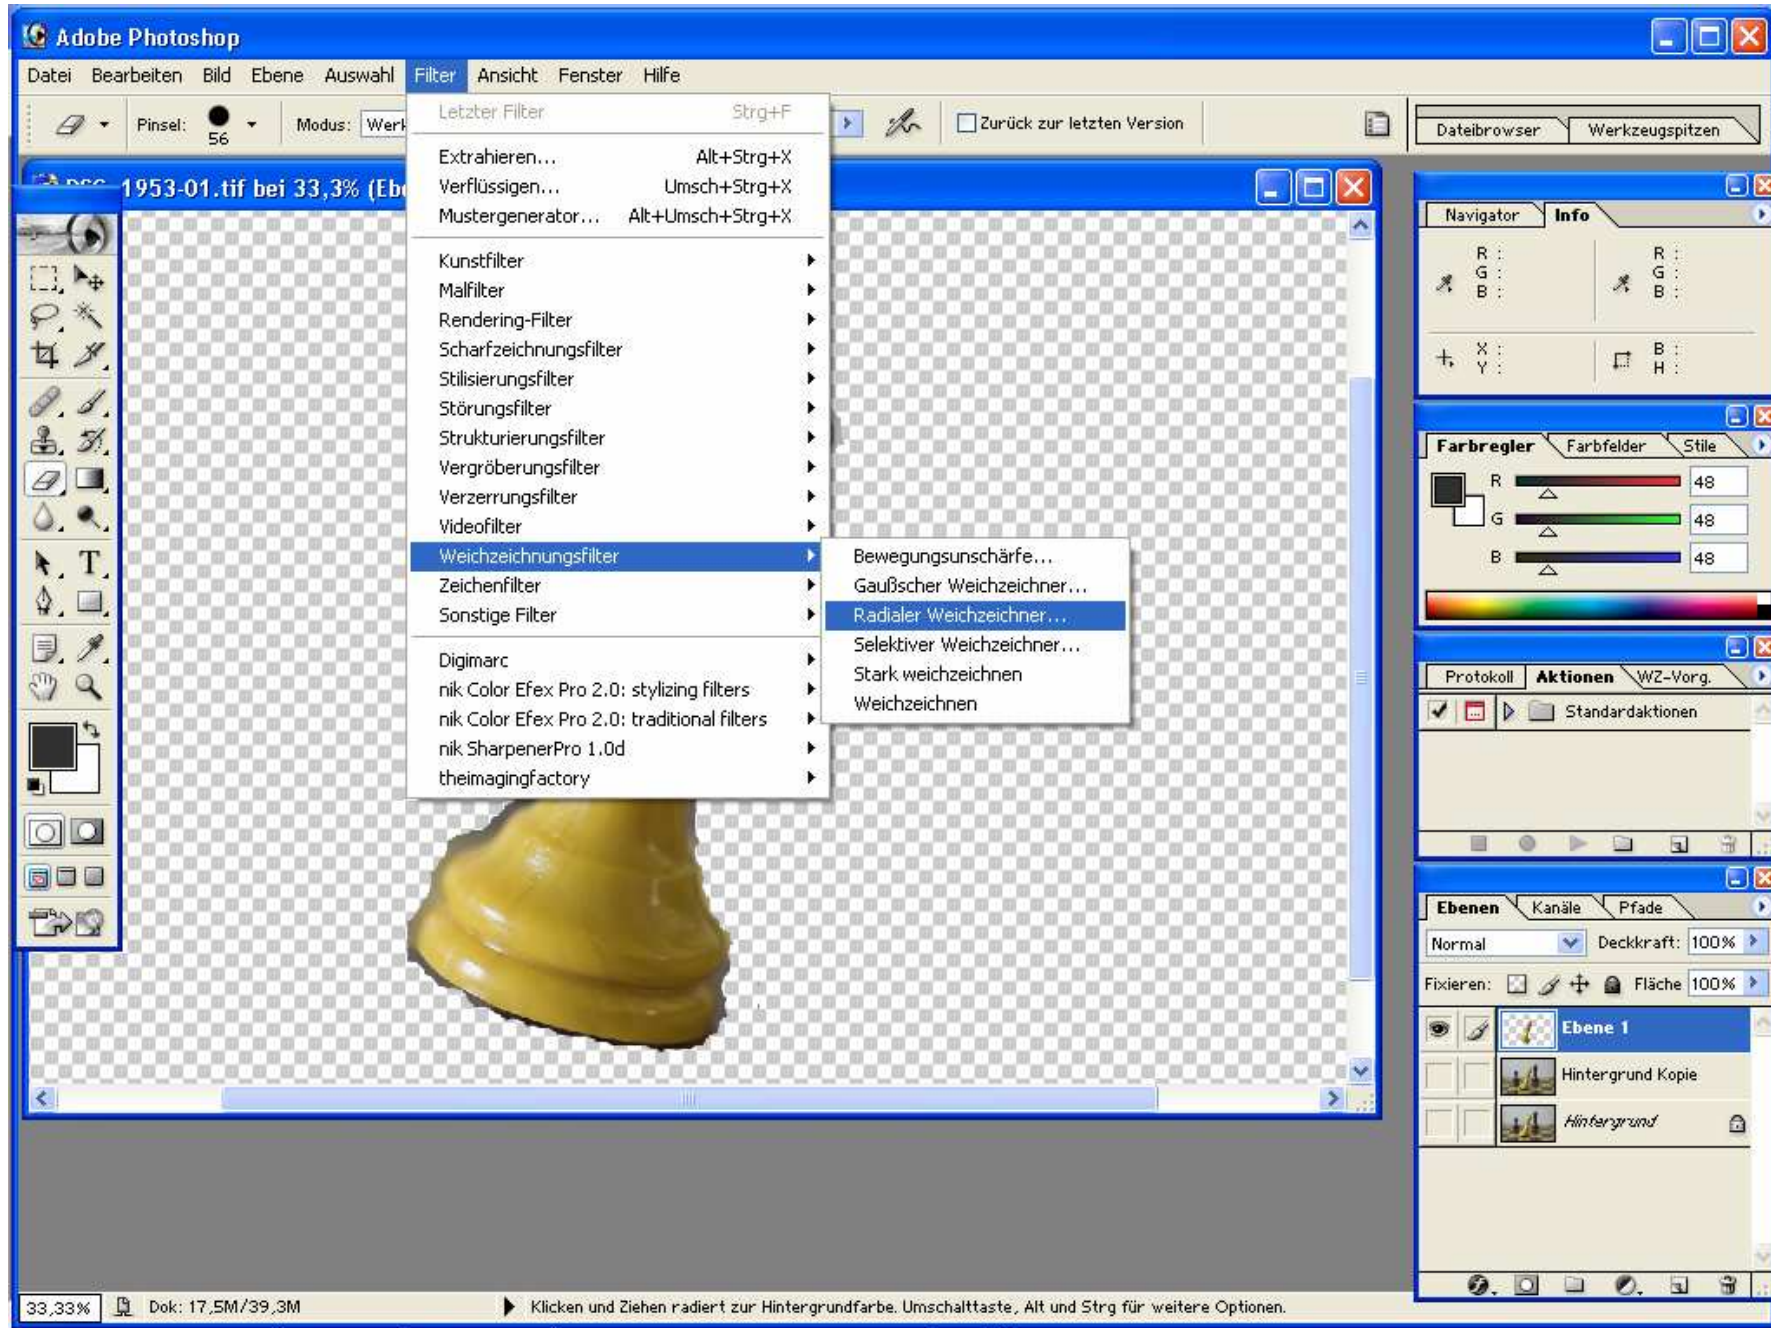 Adobe Photoshop
Datei Bearbeiten Bild Ebene Auswahl Filter Ansicht Fenster Hilfe
Pinsel: 56 Modus: Zurück zur letzten Version Dateibrowser Werkzeugspitzen
1953-01.tif bei 33,3%
Letzter Filter Strg+F
Extrahieren... Alt+Strg+X
Verflüssigen... Umsch+Strg+X
Mustergenerator... Alt+Umsch+Strg+X
Kunstfilter
Malfilter
Rendering-Filter
Scharfzeichnungsfilter
Stilisierungsfilter
Störungsfilter
Strukturierungsfilter
Vergröberungsfilter
Verzerrungsfilter
Videofilter
Weichzeichnungsfilter
Zeichenfilter
Sonstige Filter
Digimarc
nik Color Efex Pro 2.0: stylizing filters
nik Color Efex Pro 2.0: traditional filters
nik SharpenerPro 1.0d
theimagingfactory
Bewegungsunschärfe...
Gaußscher Weichzeichner...
Radialer Weichzeichner...
Selektiver Weichzeichner...
Stark weichzeichnen
Weichzeichnen
Navigator Info
R : R :
G : G :
B : B :
X : B :
Y : H :
Farbregler Farbfelder Stile
R 48
G 48
B 48
Protokoll Aktionen WZ-Vorg.
Standardaktionen
Ebenen Kanäle Pfade
Normal Deckkraft: 100%
Fixieren: Fläche 100%
Ebene 1
Hintergrund Kopie
Hintergrund
33,33% Dok: 17,5M/39,3M Klicken und Ziehen radiert zur Hintergrundfarbe. Umschalttaste, Alt und Strg für weitere Optionen.